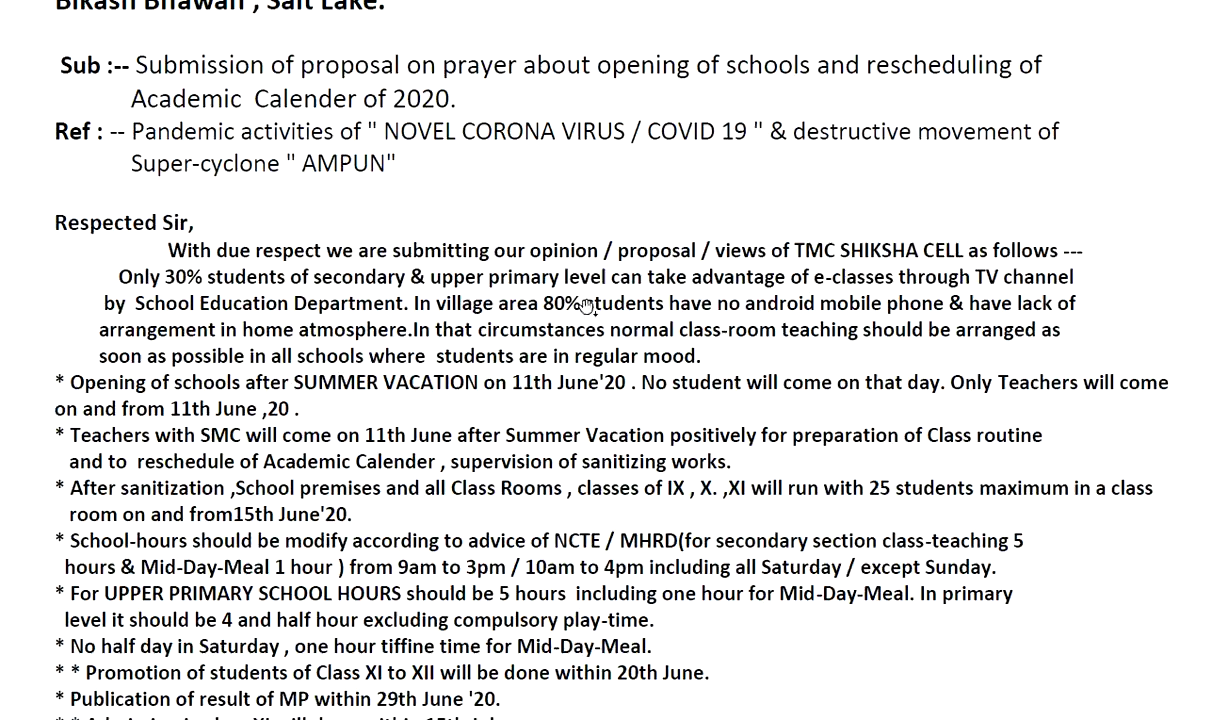 Bikash Bhawan , Salt Lake.
Sub :-- Submission of proposal on prayer about opening of schools and rescheduling of
Academic Calender of 2020.
Ref : -- Pandemic activities of " NOVEL CORONA VIRUS / COVID 19 " & destructive movement of
Super-cyclone " AMPUN"
Respected Sir,
With due respect we are submitting our opinion / proposal / views of TMC SHIKSHA CELL as follows ---
Only 30% students of secondary & upper primary level can take advantage of e-classes through TV channel
by School Education Department. In village area 80% students have no android mobile phone & have lack of
arrangement in home atmosphere.In that circumstances normal class-room teaching should be arranged as
soon as possible in all schools where students are in regular mood.
* Opening of schools after SUMMER VACATION on 11th June'20 . No student will come on that day. Only Teachers will come
on and from 11th June ,20 .
* Teachers with SMC will come on 11th June after Summer Vacation positively for preparation of Class routine
and to reschedule of Academic Calender , supervision of sanitizing works.
* After sanitization ,School premises and all Class Rooms , classes of IX , X. ,XI will run with 25 students maximum in a class
room on and from15th June'20.
* School-hours should be modify according to advice of NCTE / MHRD(for secondary section class-teaching 5
hours & Mid-Day-Meal 1 hour ) from 9am to 3pm / 10am to 4pm including all Saturday / except Sunday.
* For UPPER PRIMARY SCHOOL HOURS should be 5 hours including one hour for Mid-Day-Meal. In primary
level it should be 4 and half hour excluding compulsory play-time.
* No half day in Saturday , one hour tiffine time for Mid-Day-Meal.
* * Promotion of students of Class XI to XII will be done within 20th June.
* Publication of result of MP within 29th June '20.